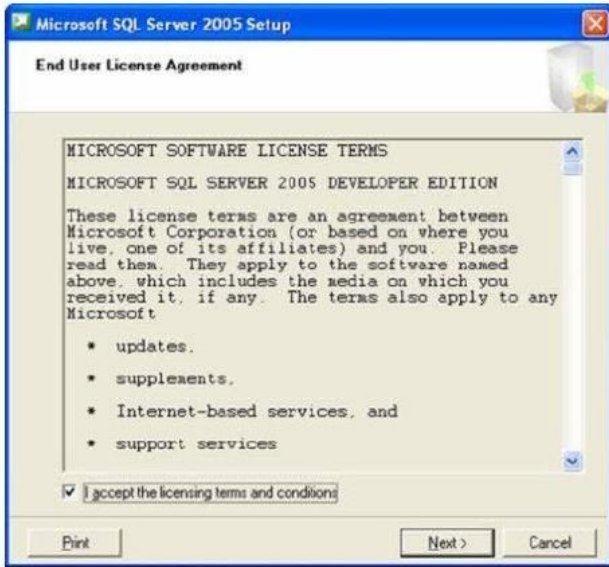 Microsoft SQL Server 2005 Setup
End User License Agreement
MICROSOFT SOFTWARE LICENSE TERMS
MICROSOFT SQL SERVER 2005 DEVELOPER EDITION
These license terms are an agreement between
Microsoft Corporation (or based on where you
live, one of its affiliates) and you. Please
read them. They apply to the software named
above, which includes the media on which you
received it, if any. The terms also apply to any
Microsoft
* updates,
* supplements,
* Internet-based services, and
* support services
I accept the licensing terms and conditions
Print
Next >
Cancel